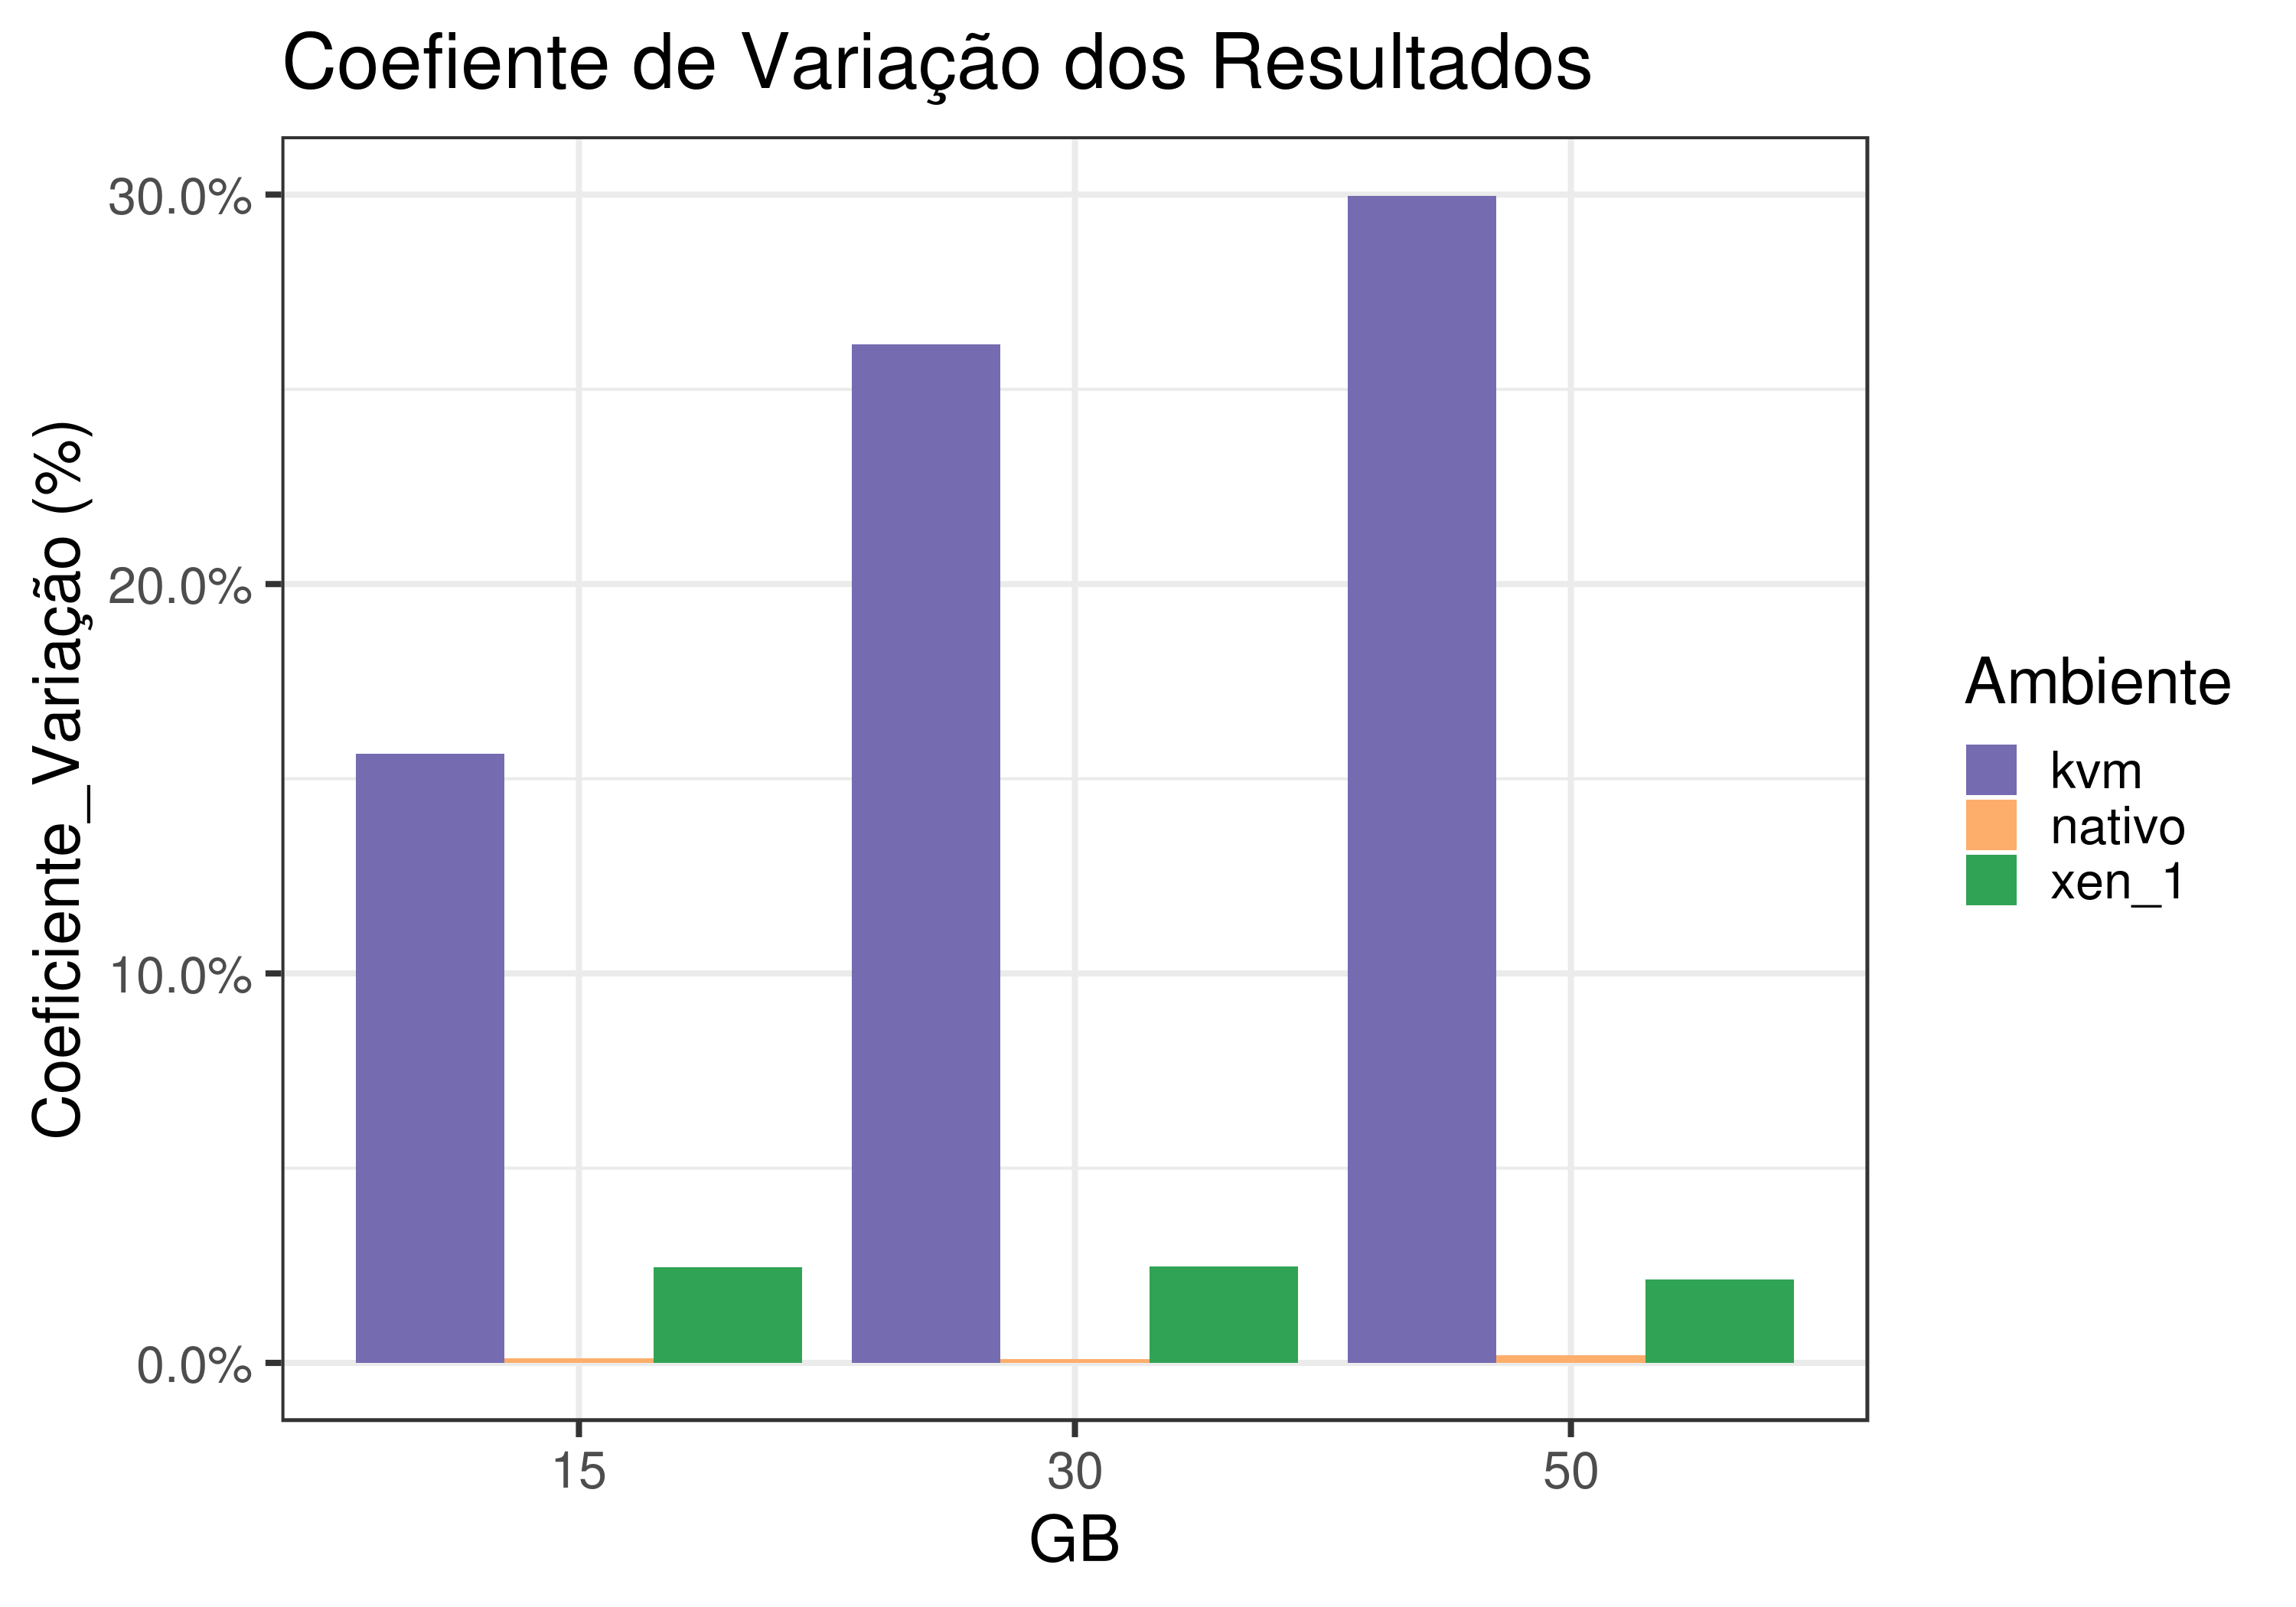 Coefiente de Variação dos Resultados
Coeficiente_Variação (%)
30.0%
20.0%
10.0%
0.0%
15
30
50
GB
Ambiente
kvm
nativo
xen_1